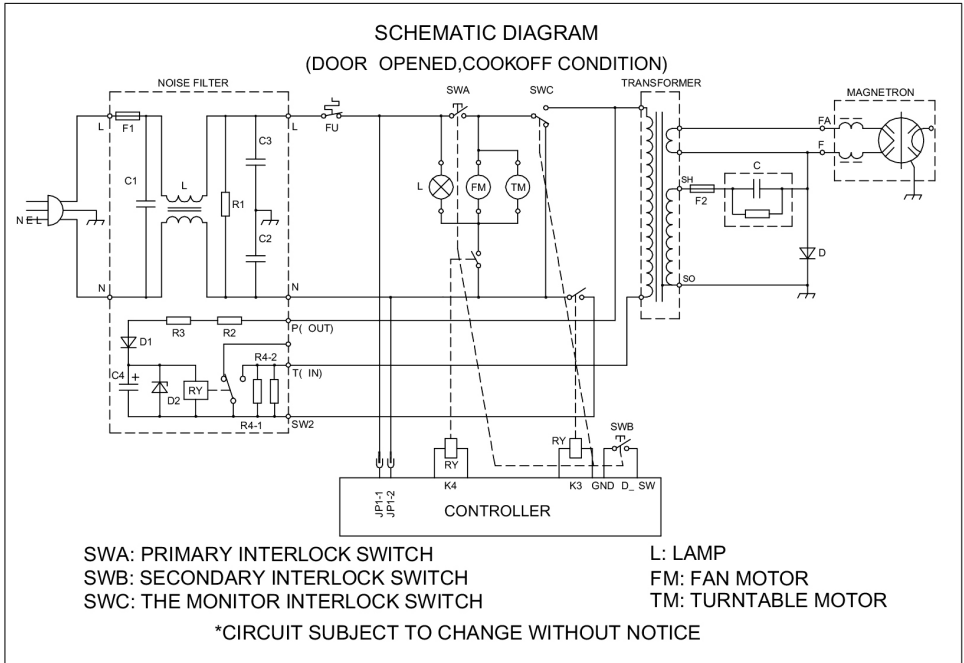 SCHEMATIC DIAGRAM
(DOOR OPENED,COOKOFF CONDITION)
NOISE FILTER
SWA
SWC
TRANSFORMER
MAGNETRON
L
F1
L
FU
FA
F
C3
C1
L
R1
L
FM
TM
SH
F2
C
N E L
C2
D
N
N
SO
P( OUT)
R3
R2
D1
R4-2
T( IN)
C4
+
D2
RY
R4-1
SW2
SWB
RY
RY
K4
K3
GND
D_ SW
JP1-1
JP1-2
CONTROLLER
SWA: PRIMARY INTERLOCK SWITCH
L: LAMP
SWB: SECONDARY INTERLOCK SWITCH
FM: FAN MOTOR
SWC: THE MONITOR INTERLOCK SWITCH
TM: TURNTABLE MOTOR
*CIRCUIT SUBJECT TO CHANGE WITHOUT NOTICE